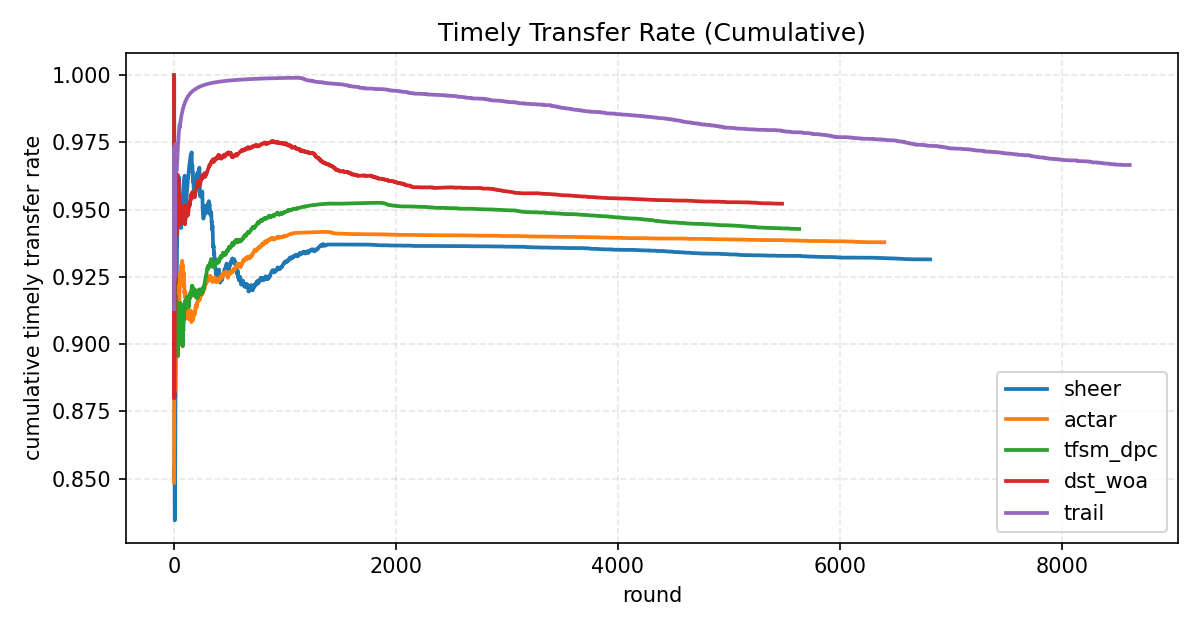 Timely Transfer Rate (Cumulative)
cumulative timely transfer rate
1.000
0.975
0.950
0.925
0.900
0.875
0.850
0 2000 4000 6000 8000
round
sheer
actar
tfsm_dpc
dst_woa
trail